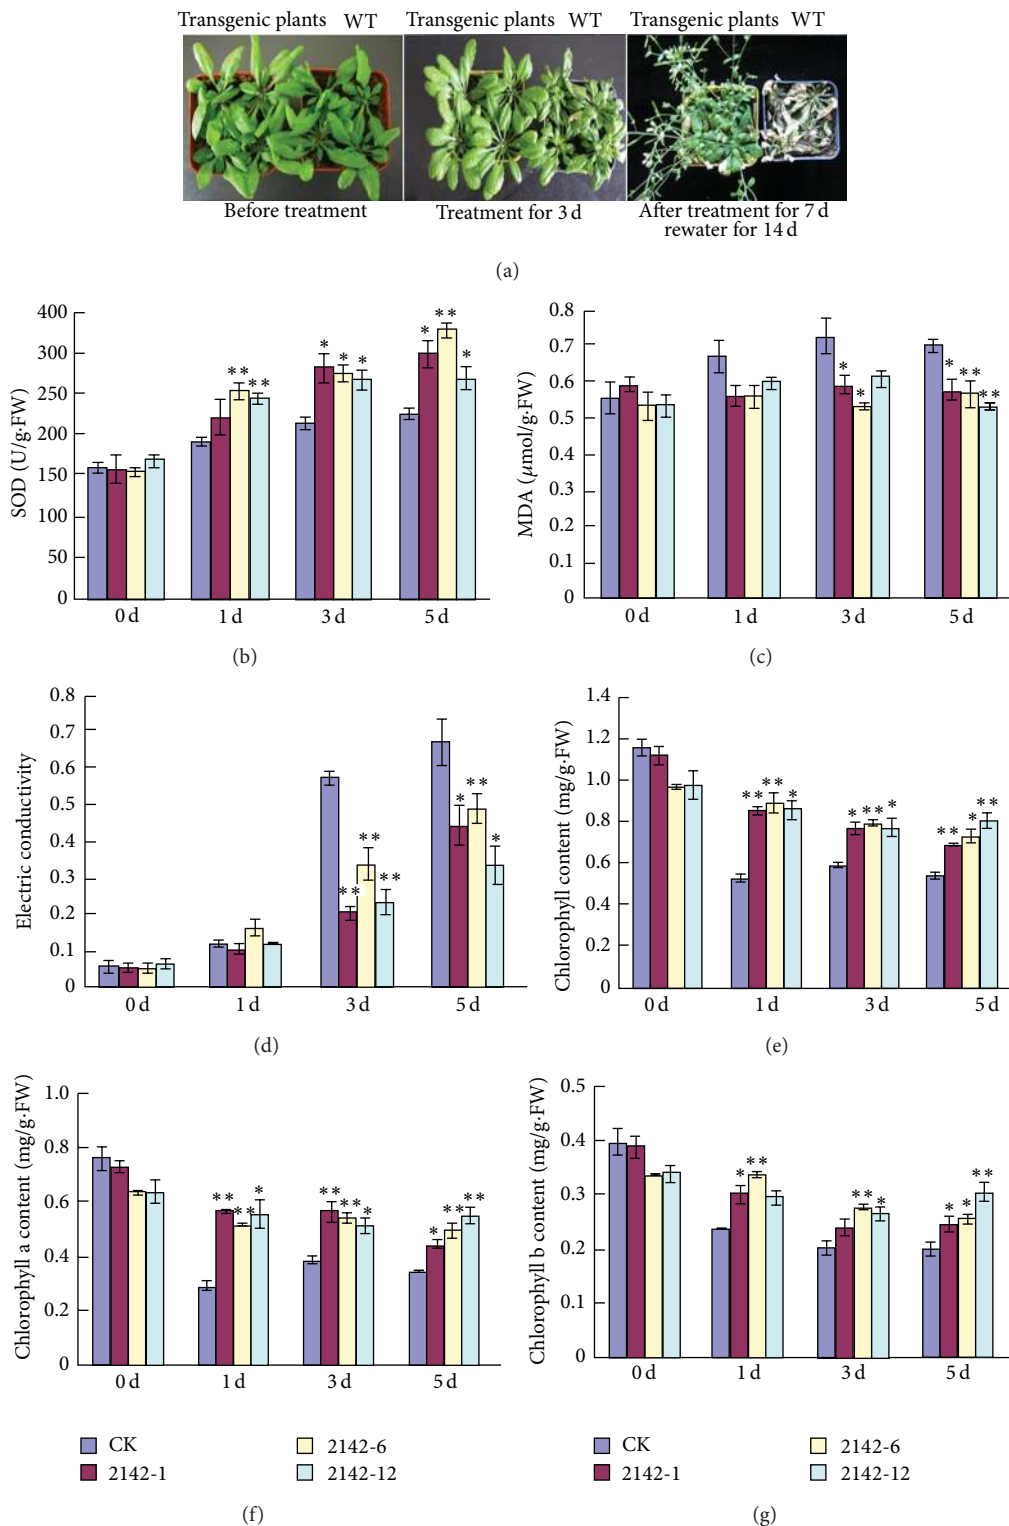 Transgenic plants WT
Transgenic plants WT
Transgenic plants WT
Before treatment
Treatment for 3 d
After treatment for 7 d
rewater for 14 d
(a)
SOD (U/g·FW)
400
350
300
250
200
150
100
50
0
** **
* * *
* ** *
0 d 1 d 3 d 5 d
(b)
MDA (µmol/g·FW)
0.8
0.7
0.6
0.5
0.4
0.3
0.2
0.1
0
* *
* ** **
0 d 1 d 3 d 5 d
(c)
Electric conductivity
0.8
0.7
0.6
0.5
0.4
0.3
0.2
0.1
0
** ** **
* ** *
0 d 1 d 3 d 5 d
(d)
Chlorophyll content (mg/g·FW)
1.4
1.2
1.0
0.8
0.6
0.4
0.2
0
** ** *
* ** *
** * **
0 d 1 d 3 d 5 d
(e)
Chlorophyll a content (mg/g·FW)
1.0
0.8
0.6
0.4
0.2
0
** ** *
** ** *
* ** **
0 d 1 d 3 d 5 d
CK
2142-1
2142-6
2142-12
(f)
Chlorophyll b content (mg/g·FW)
0.5
0.4
0.3
0.2
0.1
0
* **
** *
* * **
0 d 1 d 3 d 5 d
CK
2142-1
2142-6
2142-12
(g)